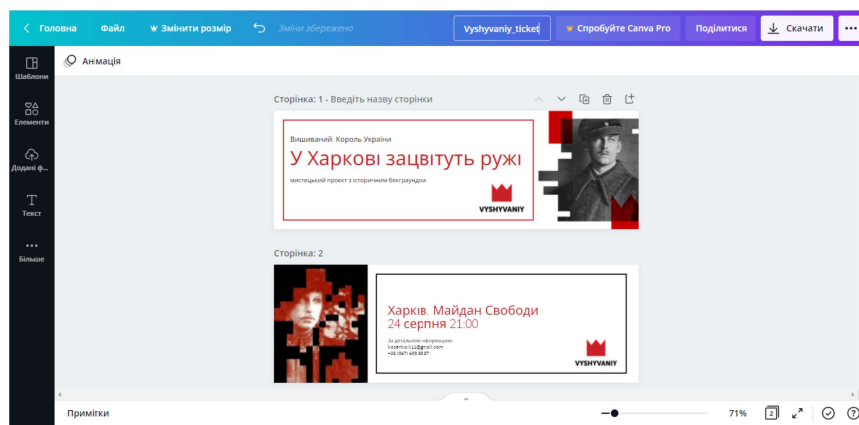 Головна Файл Змінити розмір Зміни збережено Vyshyvaniy_ticket Спробуйте Canva Pro Поділитися Скачати
Анімація
Шаблони
Елементи
Додані ф...
Текст
Більше
Сторінка: 1 - Введіть назву сторінки
Вишиваний. Король України
У Харкові зацвітуть ружі
мистецький проєкт з історичним бекграундом
VYSHYVANIY
Сторінка: 2
Харків. Майдан Свободи
24 серпня 21:00
За детальною інформацією:
VYSHYVANIY
Примітки 71% 2